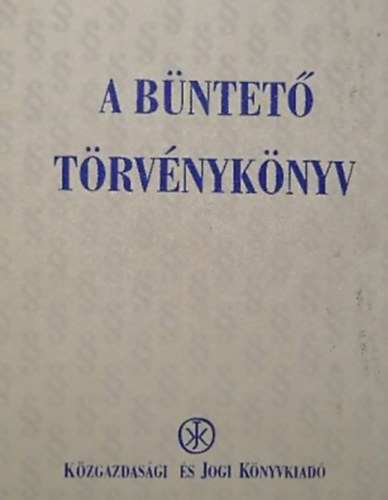 A BÜNTETŐ
TÖRVÉNYKÖNYV
KÖZGAZDASÁGI ÉS JOGI KÖNYVKIADÓ